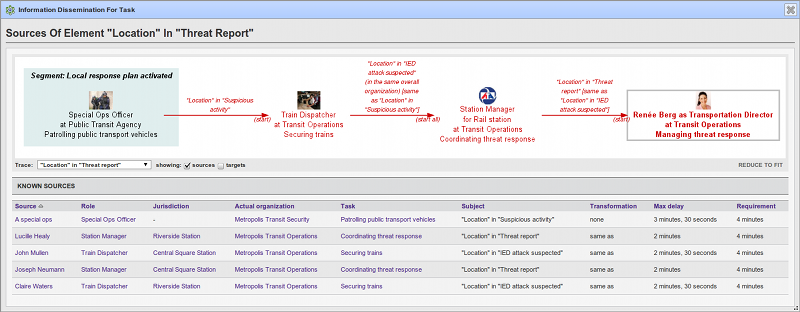 Information Dissemination For Task
Sources Of Element "Location" In "Threat Report"
Segment: Local response plan activated
Special Ops Officer
at Public Transit Agency
Patrolling public transport vehicles
"Location" in "Suspicious
activity"
(start)
Train Dispatcher
at Transit Operations
Securing trains
"Location" in "IED
attack suspected"
(in the same overall
organization) [same
as "Location" in
"Suspicious activity"]
(start all)
Station Manager
for Rail station
at Transit Operations
Coordinating threat response
"Location" in "Threat
report" [same as
"Location" in "IED
attack suspected"]
(start)
Renée Berg as Transportation Director
at Transit Operations
Managing threat response
Trace: "Location" in "Threat report" showing: sources targets REDUCE TO FIT
KNOWN SOURCES
Source Role Jurisdiction Actual organization Task Subject Transformation Max delay Requirement
A special ops Special Ops Officer - Metropolis Transit Security Patrolling public transport vehicles "Location" in "Suspicious activity" none 3 minutes, 30 seconds 4 minutes
Lucille Healy Station Manager Riverside Station Metropolis Transit Operations Coordinating threat response "Location" in "Threat report" same as 2 minutes 4 minutes
John Mullen Train Dispatcher Central Square Station Metropolis Transit Operations Securing trains "Location" in "IED attack suspected" same as 2 minutes, 30 seconds 4 minutes
Joseph Neumann Station Manager Central Square Station Metropolis Transit Operations Coordinating threat response "Location" in "Threat report" same as 2 minutes 4 minutes
Claire Waters Train Dispatcher Riverside Station Metropolis Transit Operations Securing trains "Location" in "IED attack suspected" same as 2 minutes, 30 seconds 4 minutes